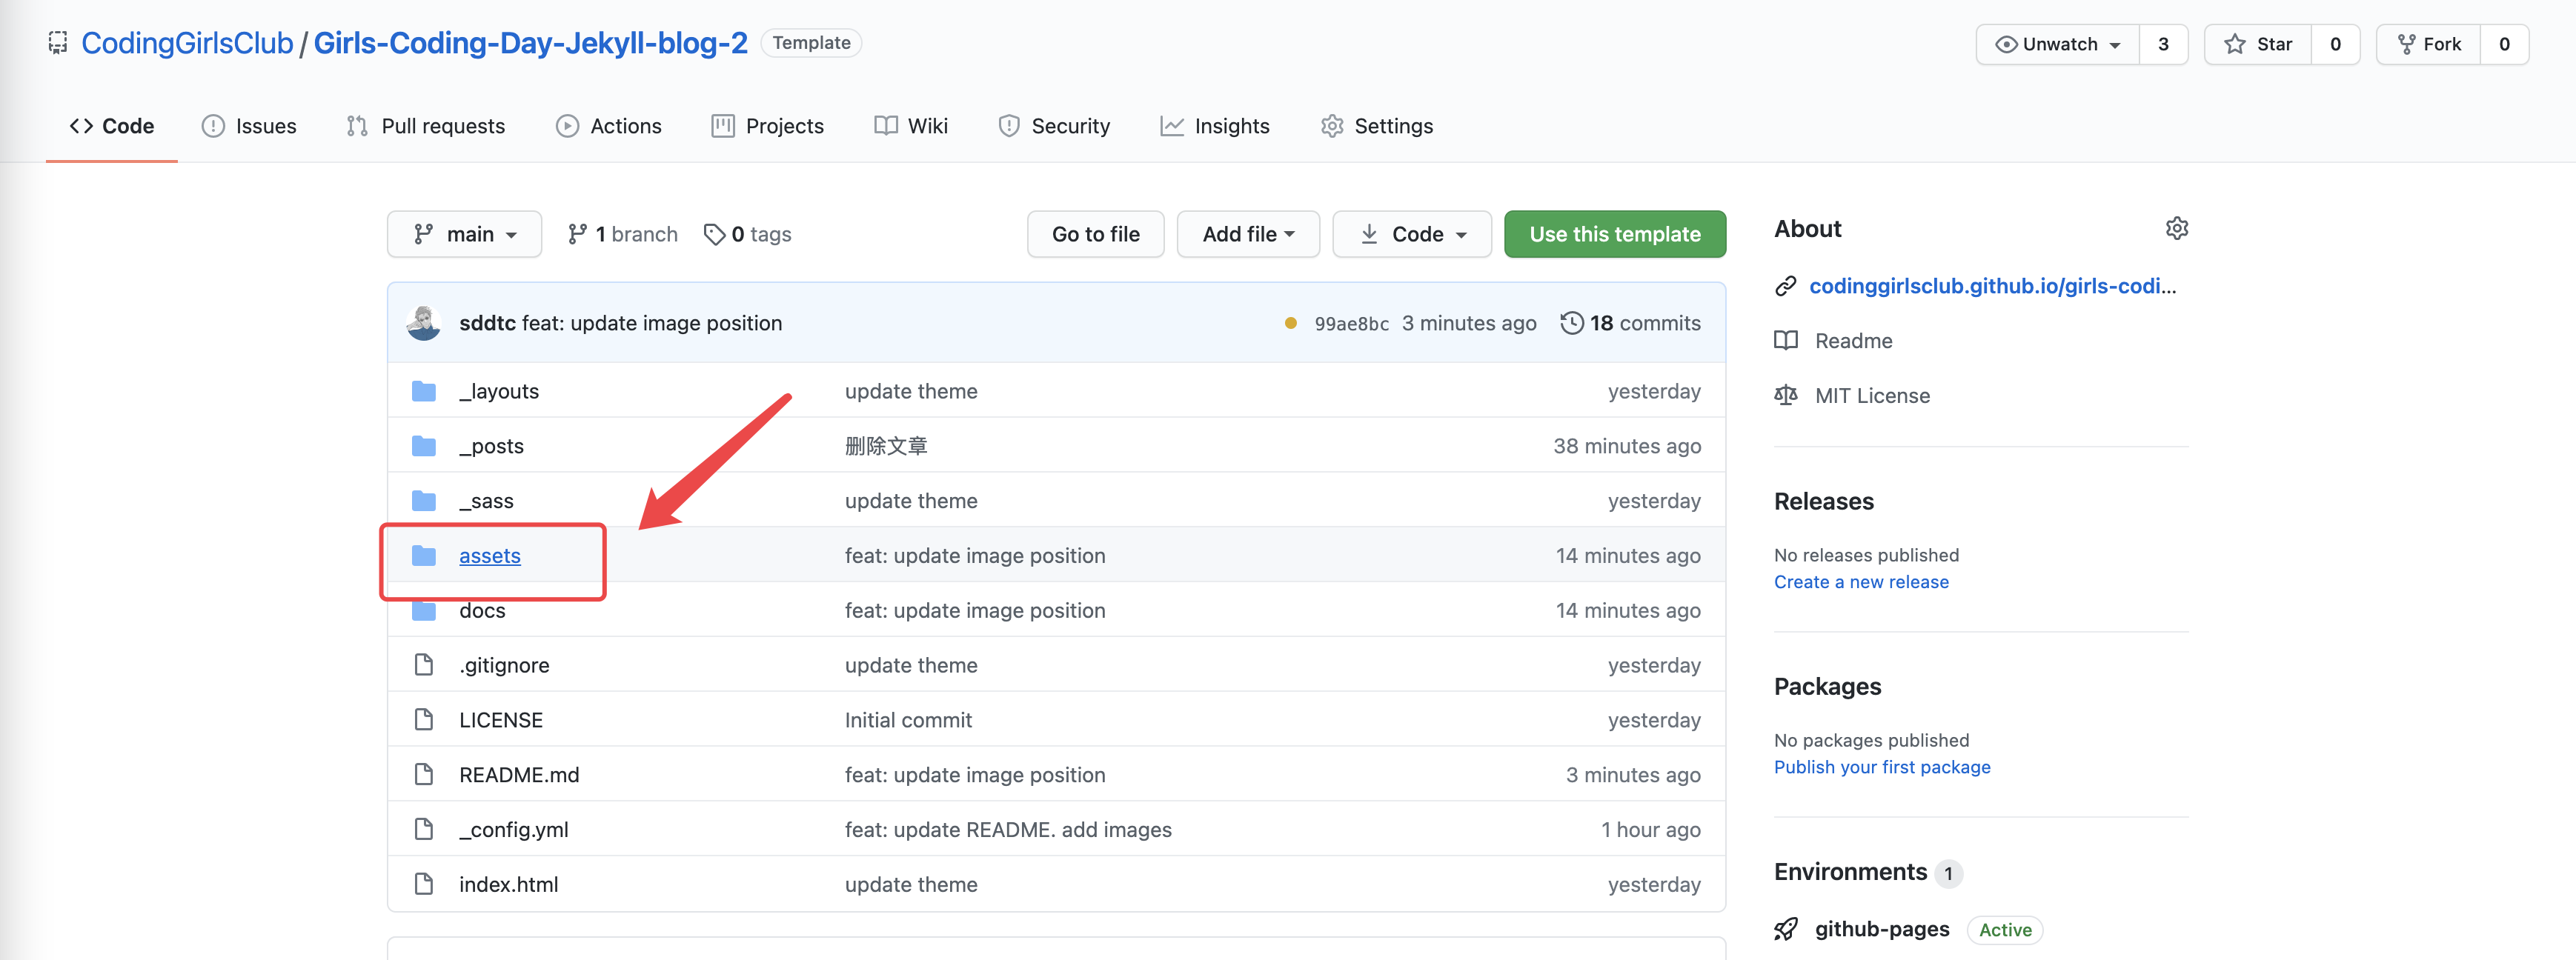 CodingGirlsClub / Girls-Coding-Day-Jekyll-blog-2 Template
Unwatch 3 Star 0 Fork 0
Code Issues Pull requests Actions Projects Wiki Security Insights Settings
main 1 branch 0 tags Go to file Add file Code Use this template
sddtc feat: update image position 99ae8bc 3 minutes ago 18 commits
_layouts update theme yesterday
_posts 删除文章 38 minutes ago
_sass update theme yesterday
assets feat: update image position 14 minutes ago
docs feat: update image position 14 minutes ago
.gitignore update theme yesterday
LICENSE Initial commit yesterday
README.md feat: update image position 3 minutes ago
_config.yml feat: update README. add images 1 hour ago
index.html update theme yesterday
About
codinggirlsclub.github.io/girls-codi...
Readme
MIT License
Releases
No releases published
Create a new release
Packages
No packages published
Publish your first package
Environments 1
github-pages Active